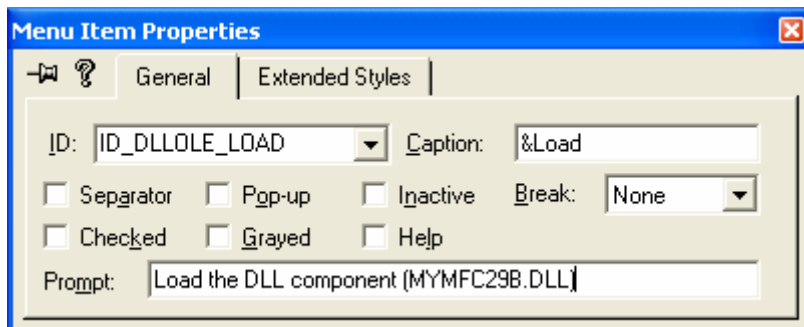 Menu Item Properties
General Extended Styles
ID: ID_DLLOLE_LOAD Caption: &Load
Separator Pop-up Inactive Break: None
Checked Grayed Help
Prompt: Load the DLL component (MYMFC29B.DLL)